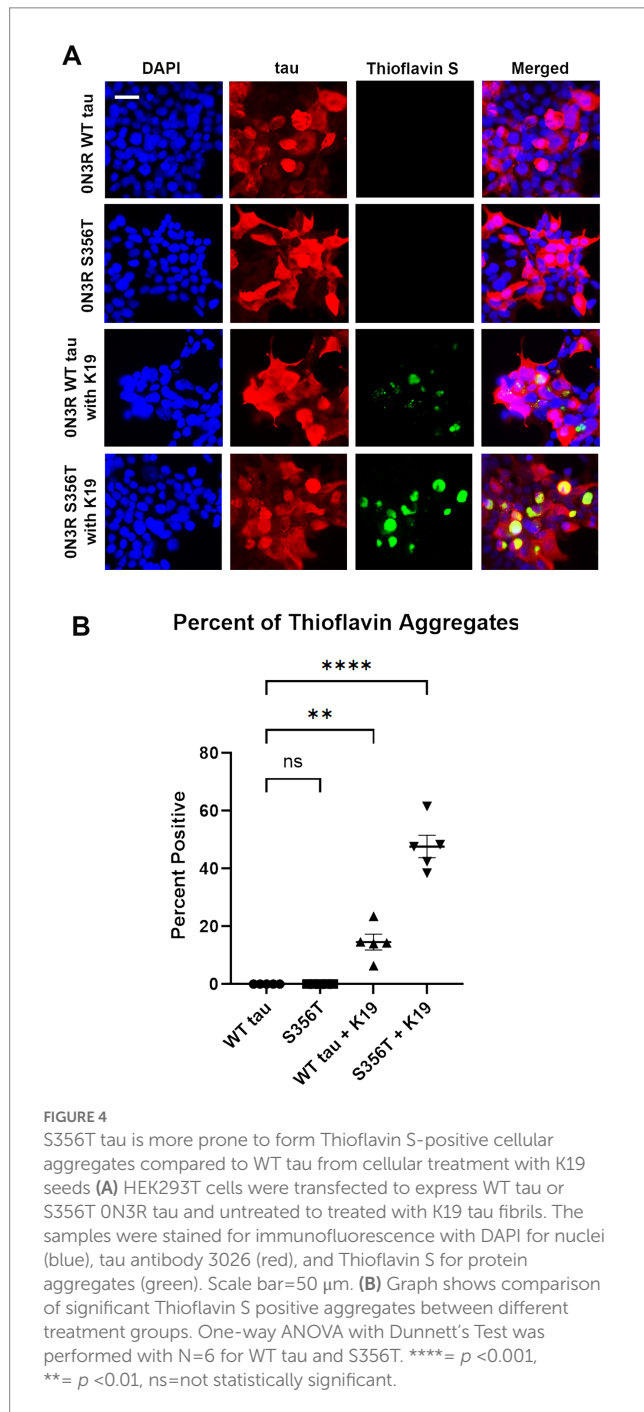 A
DAPI
tau
Thioflavin S
Merged
0N3R WT tau
0N3R S356T
0N3R WT tau
with K19
0N3R S356T
with K19
B
Percent of Thioflavin Aggregates
****
**
ns
80
60
40
20
0
Percent Positive
WT tau
S356T
WT tau + K19
S356T + K19
FIGURE 4
S356T tau is more prone to form Thioflavin S-positive cellular
aggregates compared to WT tau from cellular treatment with K19
seeds (A) HEK293T cells were transfected to express WT tau or
S356T 0N3R tau and untreated to treated with K19 tau fibrils. The
samples were stained for immunofluorescence with DAPI for nuclei
(blue), tau antibody 3026 (red), and Thioflavin S for protein
aggregates (green). Scale bar=50 μm. (B) Graph shows comparison
of significant Thioflavin S positive aggregates between different
treatment groups. One-way ANOVA with Dunnett's Test was
performed with N=6 for WT tau and S356T. ****= p <0.001,
**= p <0.01, ns=not statistically significant.